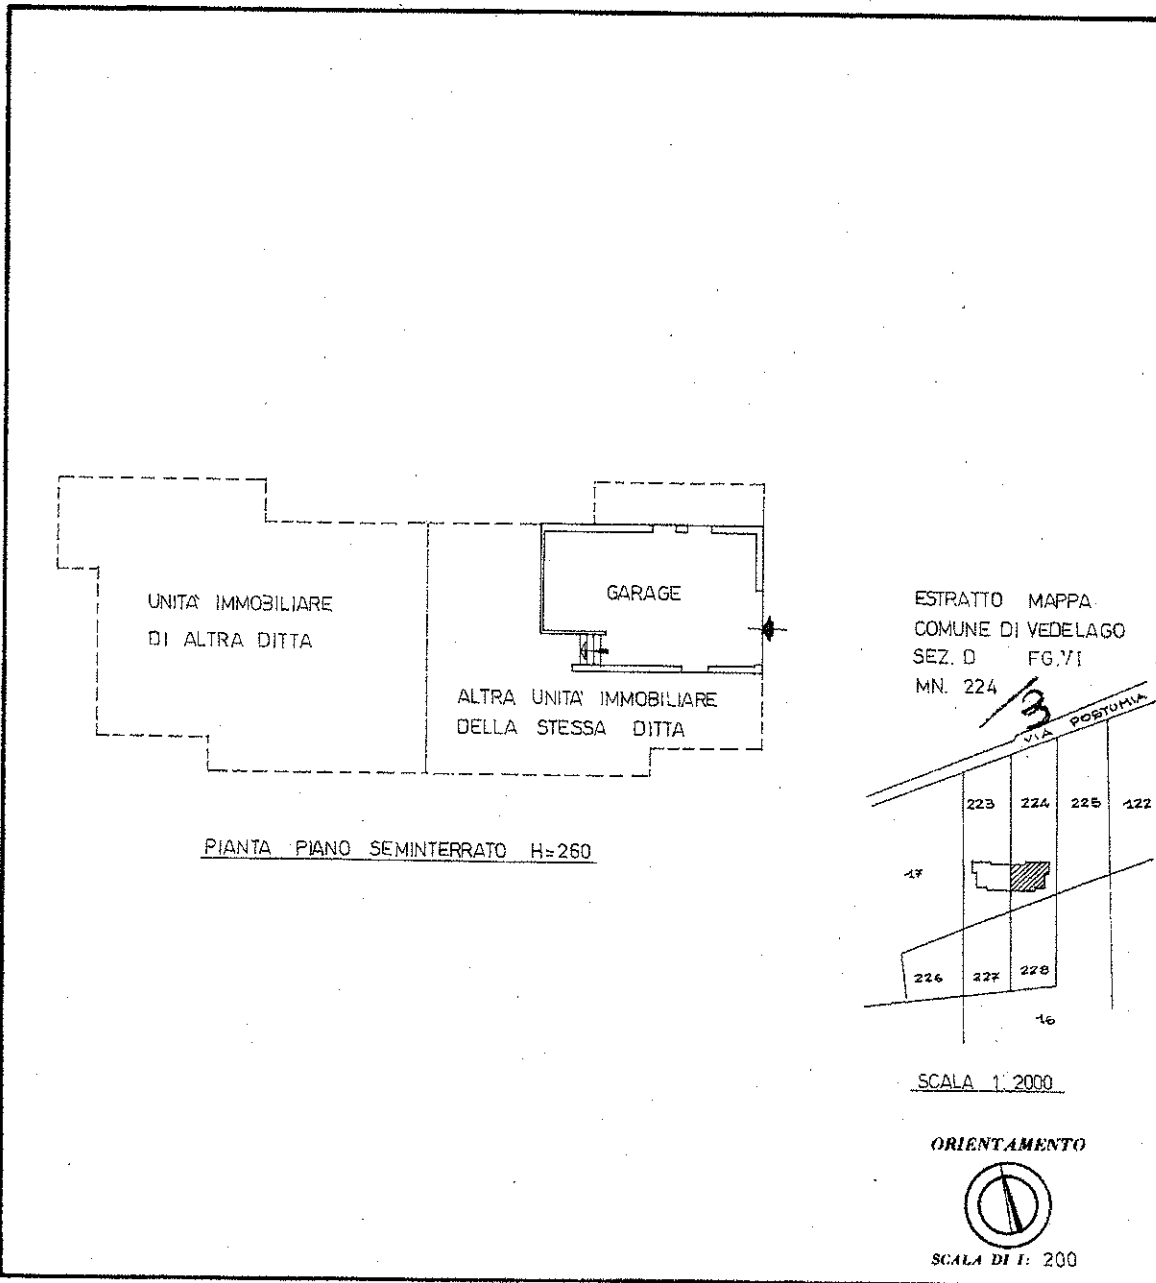 UNITA' IMMOBILIARE
DI ALTRA DITTA
GARAGE
ALTRA UNITA' IMMOBILIARE
DELLA STESSA DITTA
PIANTA PIANO SEMINTERRATO H=260
ESTRATTO MAPPA
COMUNE DI VEDELAGO
SEZ. D FG.VI
MN. 224/3
VIA POSTUMIA
223
224
225
122
17
226
227
228
16
SCALA 1:2000
ORIENTAMENTO
SCALA DI 1: 200